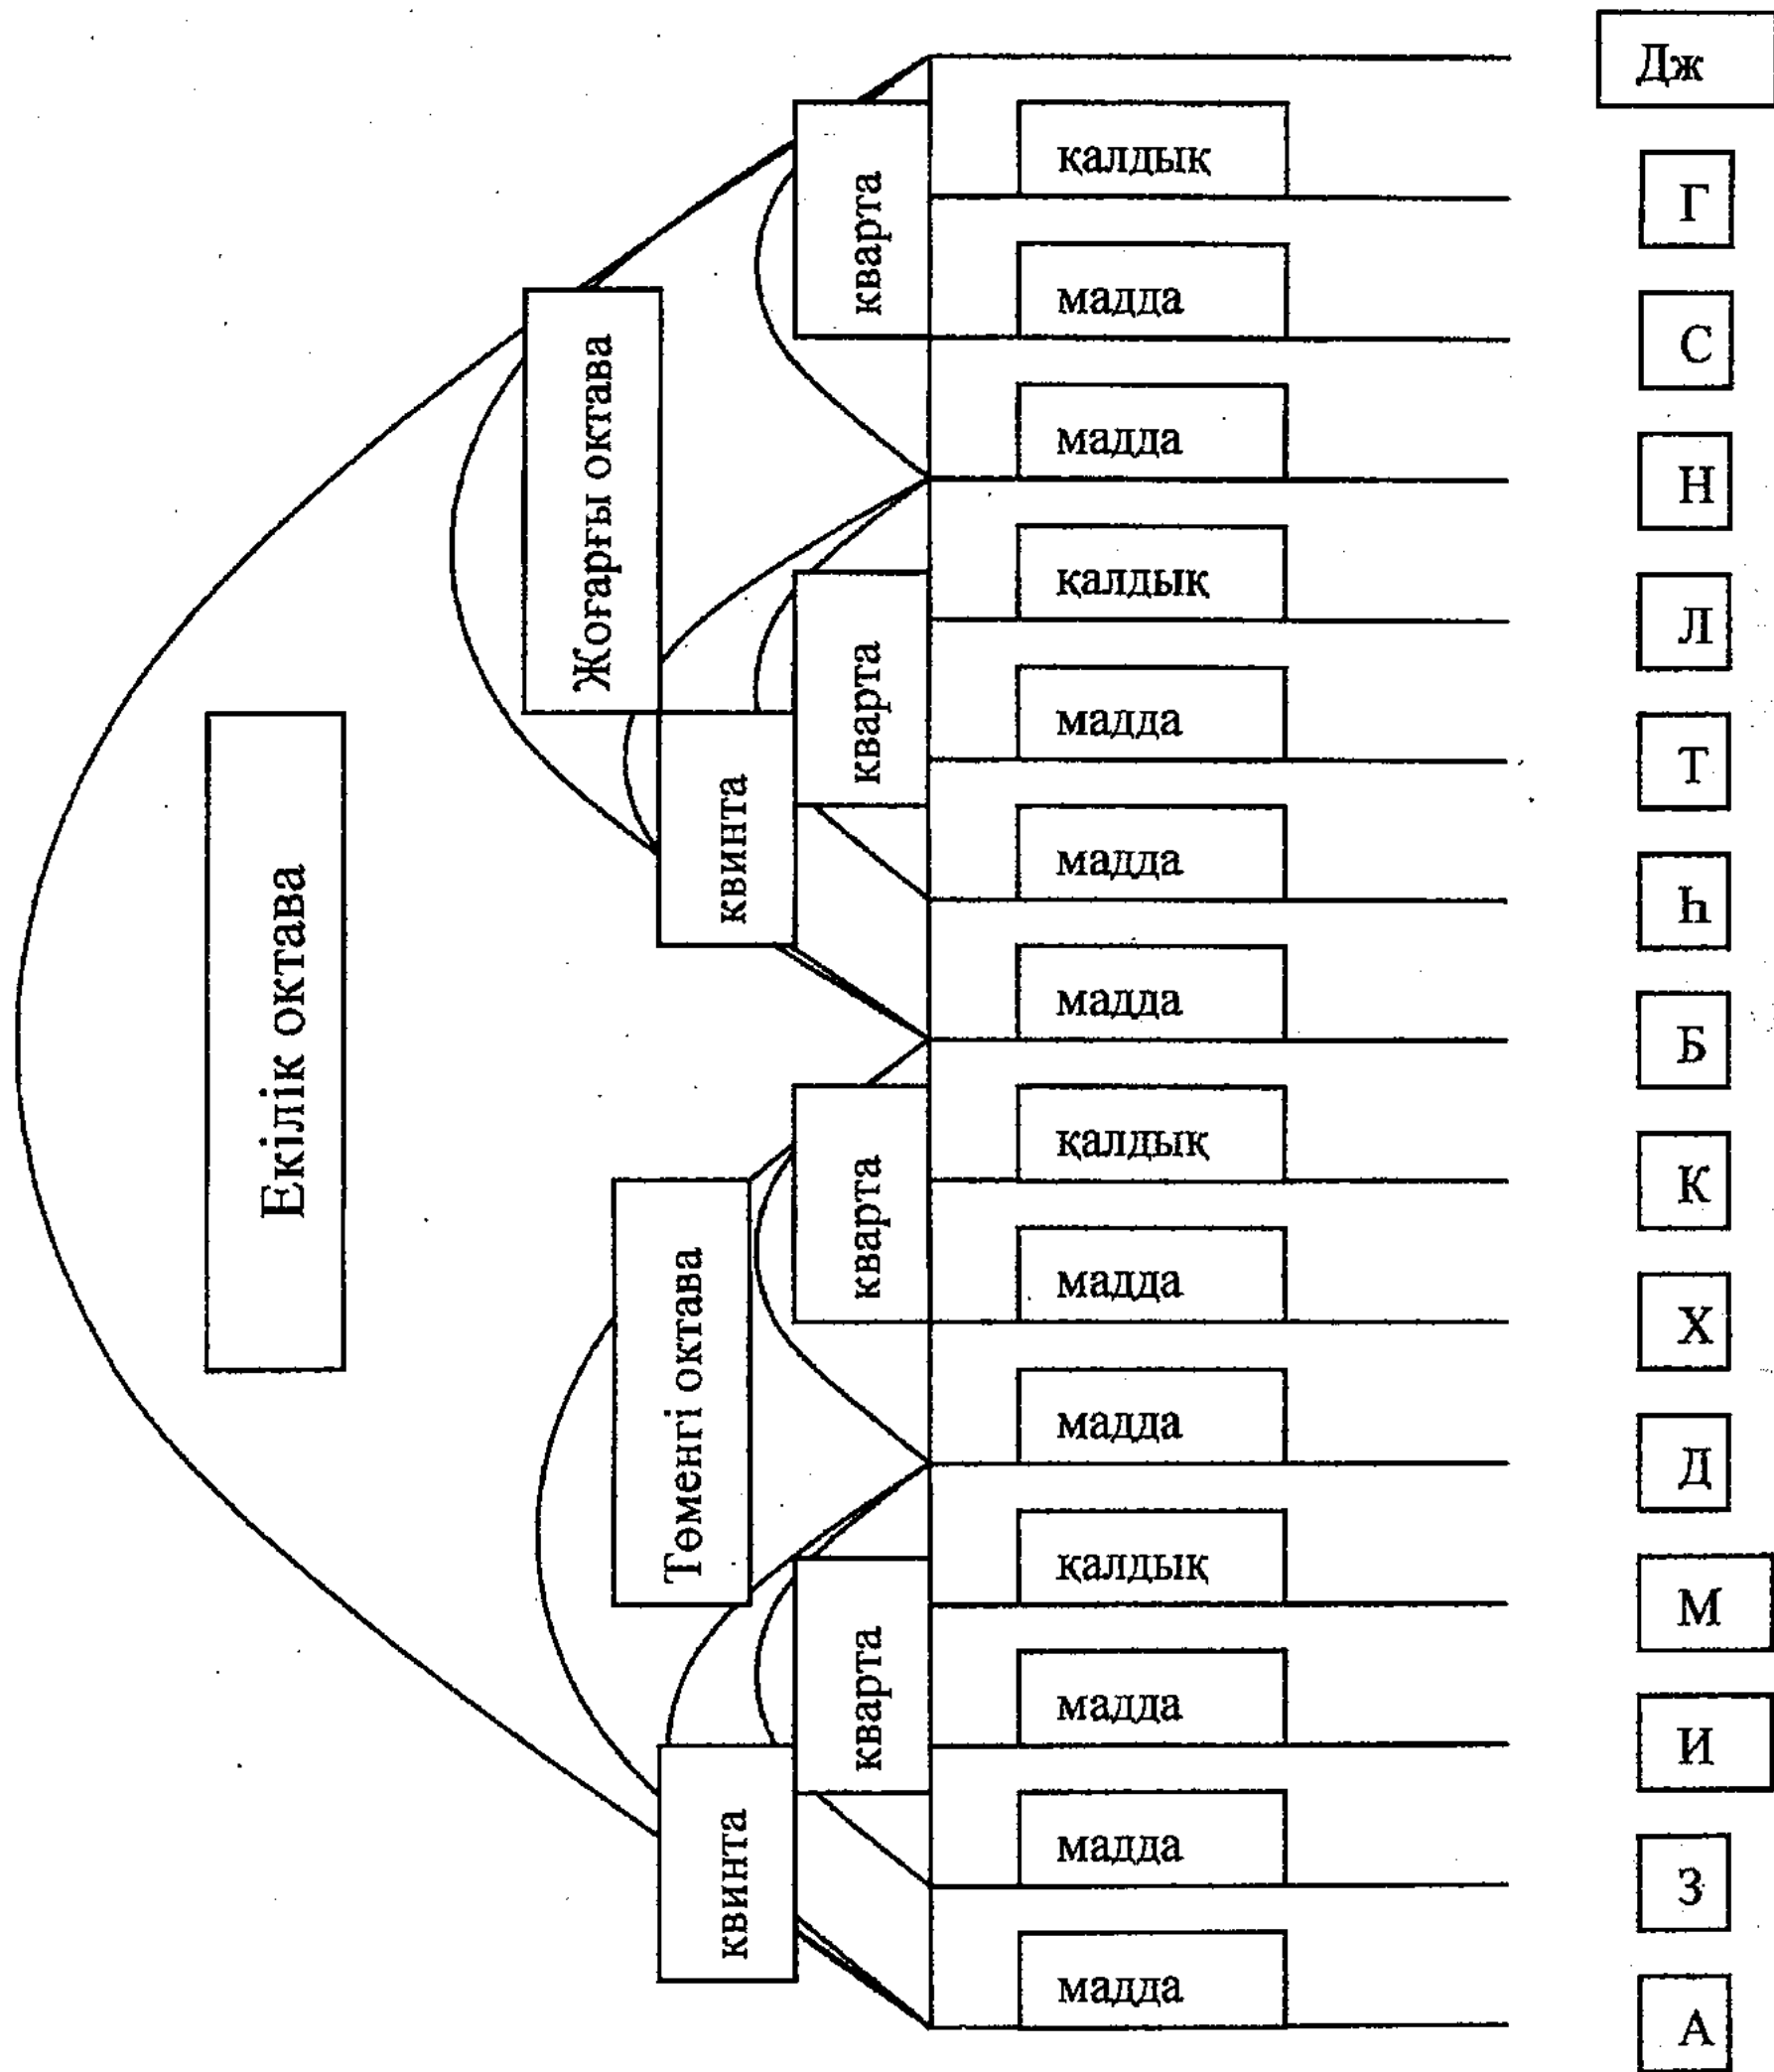 Дж
қалдық
Г
мадда
С
мадда
Н
қалдық
Л
мадда
Т
мадда
Һ
мадда
Б
қалдық
К
мадда
Х
мадда
Д
қалдық
М
мадда
И
мадда
З
мадда
А
кварта
кварта
кварта
кварта
квинта
квинта
Жоғарғы октава
Төменгі октава
Екілік октава